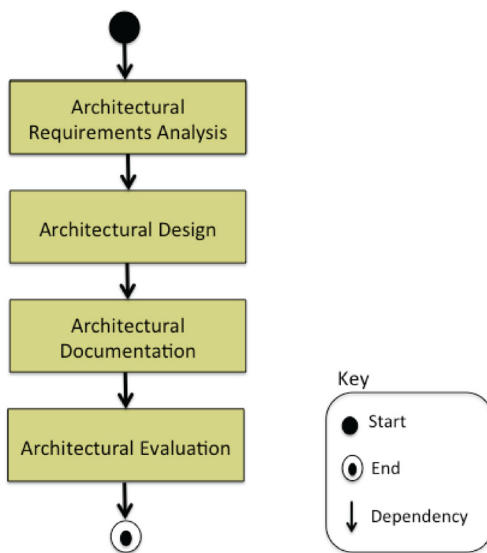 Architectural
Requirements Analysis
Architectural Design
Architectural
Documentation
Architectural Evaluation
Key
Start
End
Dependency